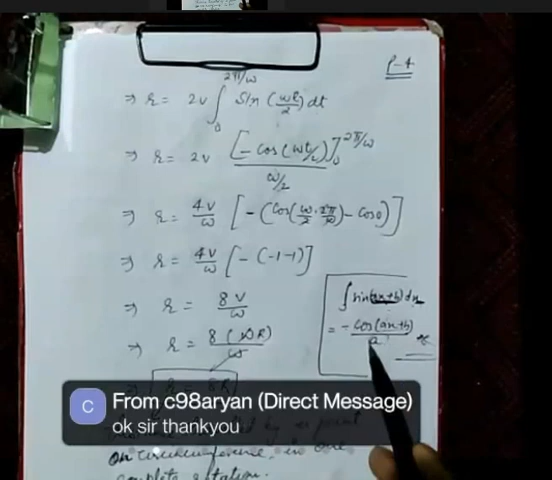 P-4
⇒ r = 2v ∫₀^{2π/ω} Sin (ωt/2) dt
⇒ r = 2v [-cos(ωt/2)]₀^{2π/ω} / ω/2
⇒ r = 4v/ω [-(cos(ω/2 · 2π/ω) - cos0)]
⇒ r = 4v/ω [-(-1-1)]
⇒ r = 8v/ω
⇒ r = 8(ωR)/ω
∫ sin(ax+b) dx
= -cos(ax+b)/a
C
From c98aryan (Direct Message)
ok sir thankyou
point
on circumference, in one
complete rotation.